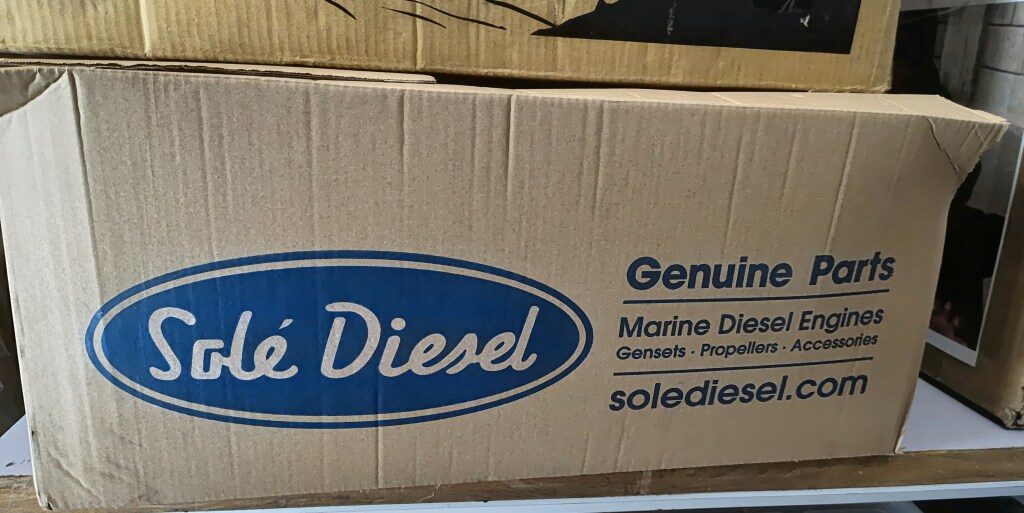 Solé Diesel
Genuine Parts
Marine Diesel Engines
Gensets · Propellers · Accessories
solediesel.com